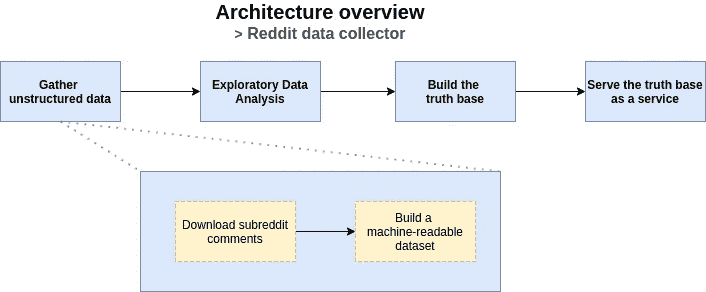 Architecture overview
> Reddit data collector
Gather
unstructured data
Exploratory Data
Analysis
Build the
truth base
Serve the truth base
as a service
Download subreddit
comments
Build a
machine-readable
dataset